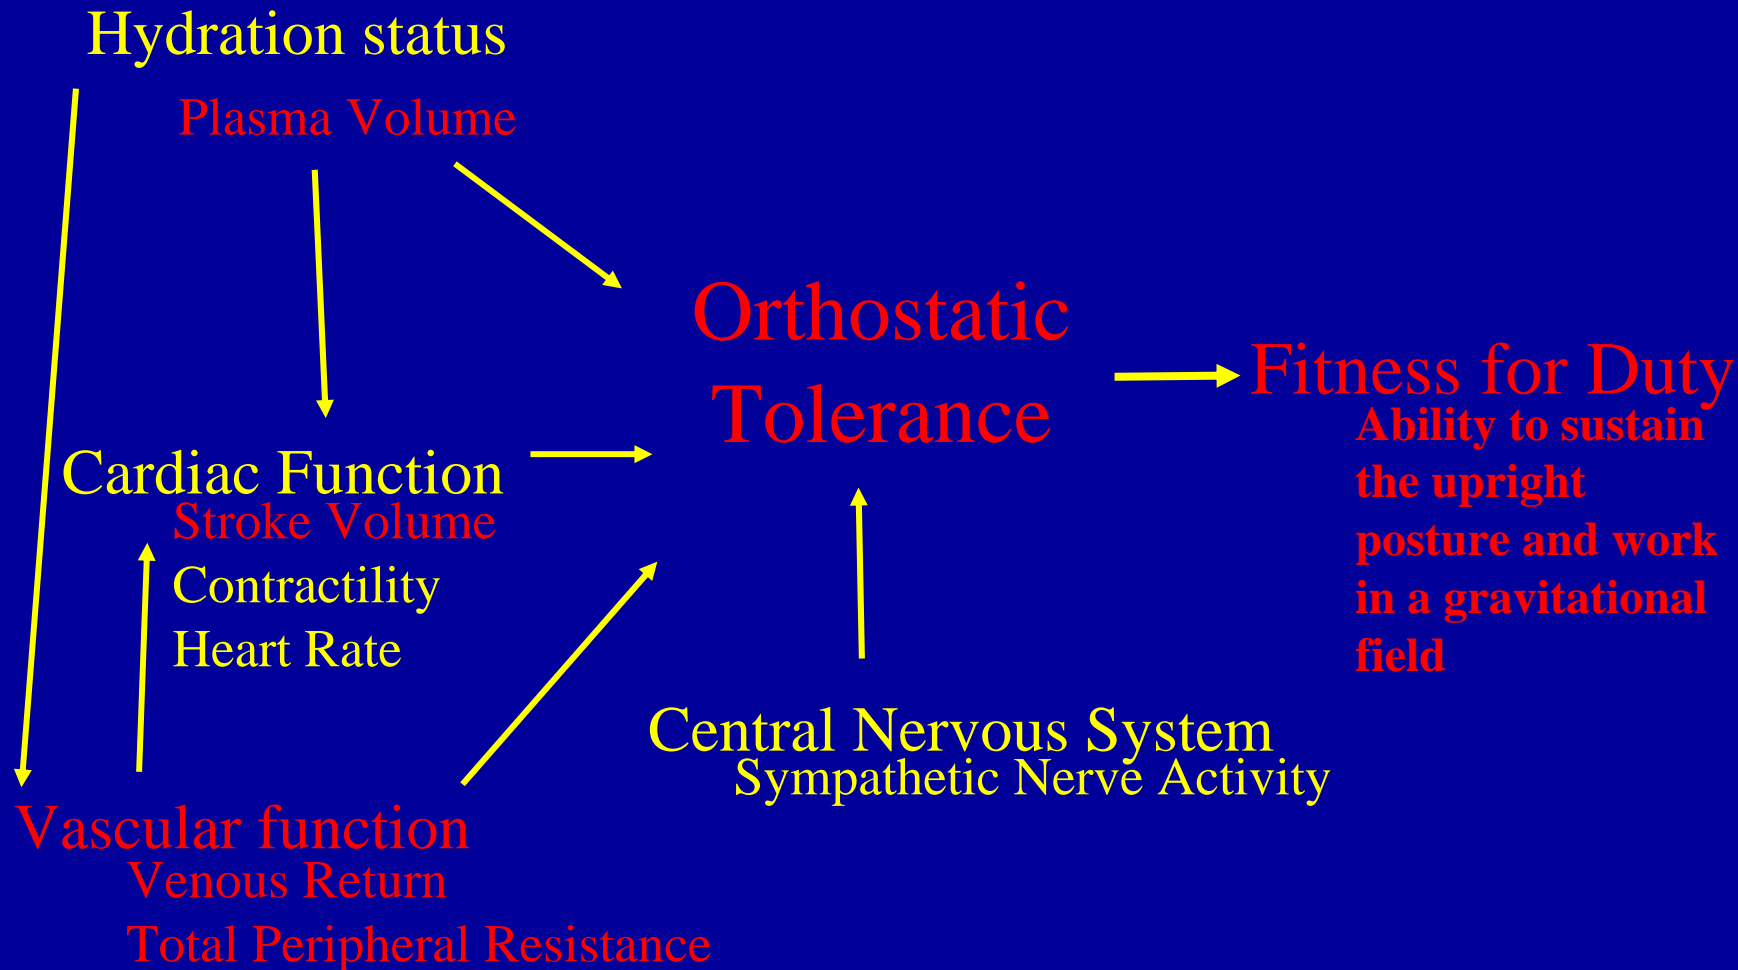 Hydration status
Plasma Volume
Orthostatic
Tolerance
Fitness for Duty
Ability to sustain
the upright
posture and work
in a gravitational
field
Cardiac Function
Stroke Volume
Contractility
Heart Rate
Central Nervous System
Sympathetic Nerve Activity
Vascular function
Venous Return
Total Peripheral Resistance